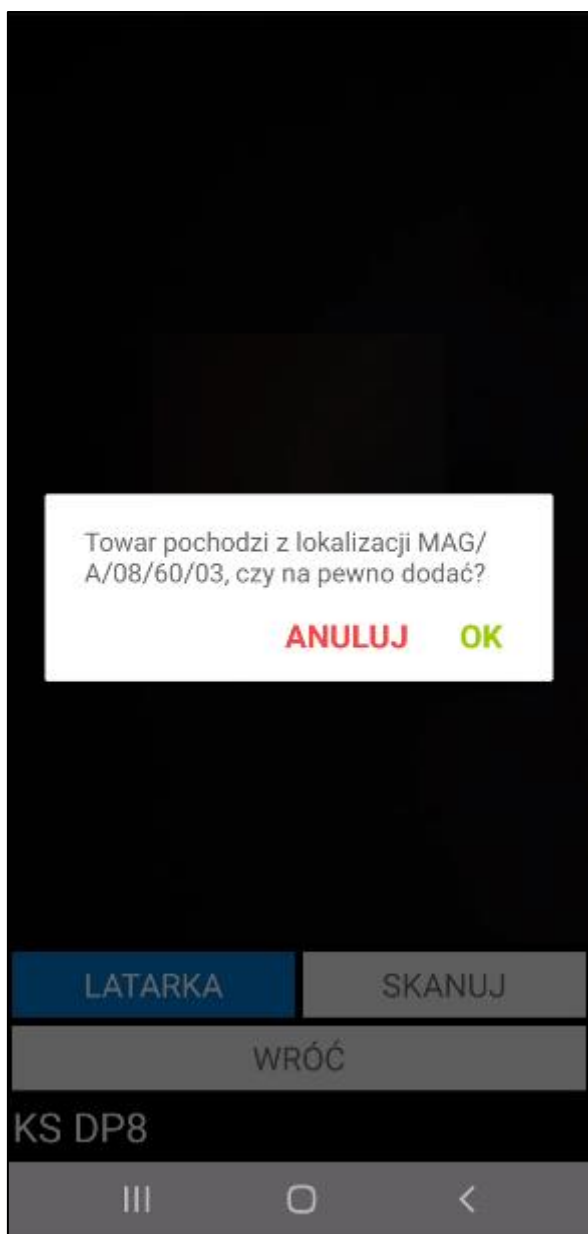 Towar pochodzi z lokalizacji MAG/
A/08/60/03, czy na pewno dodać?
ANULUJ OK
LATARKA SKANUJ
WRÓĆ
KS DP8